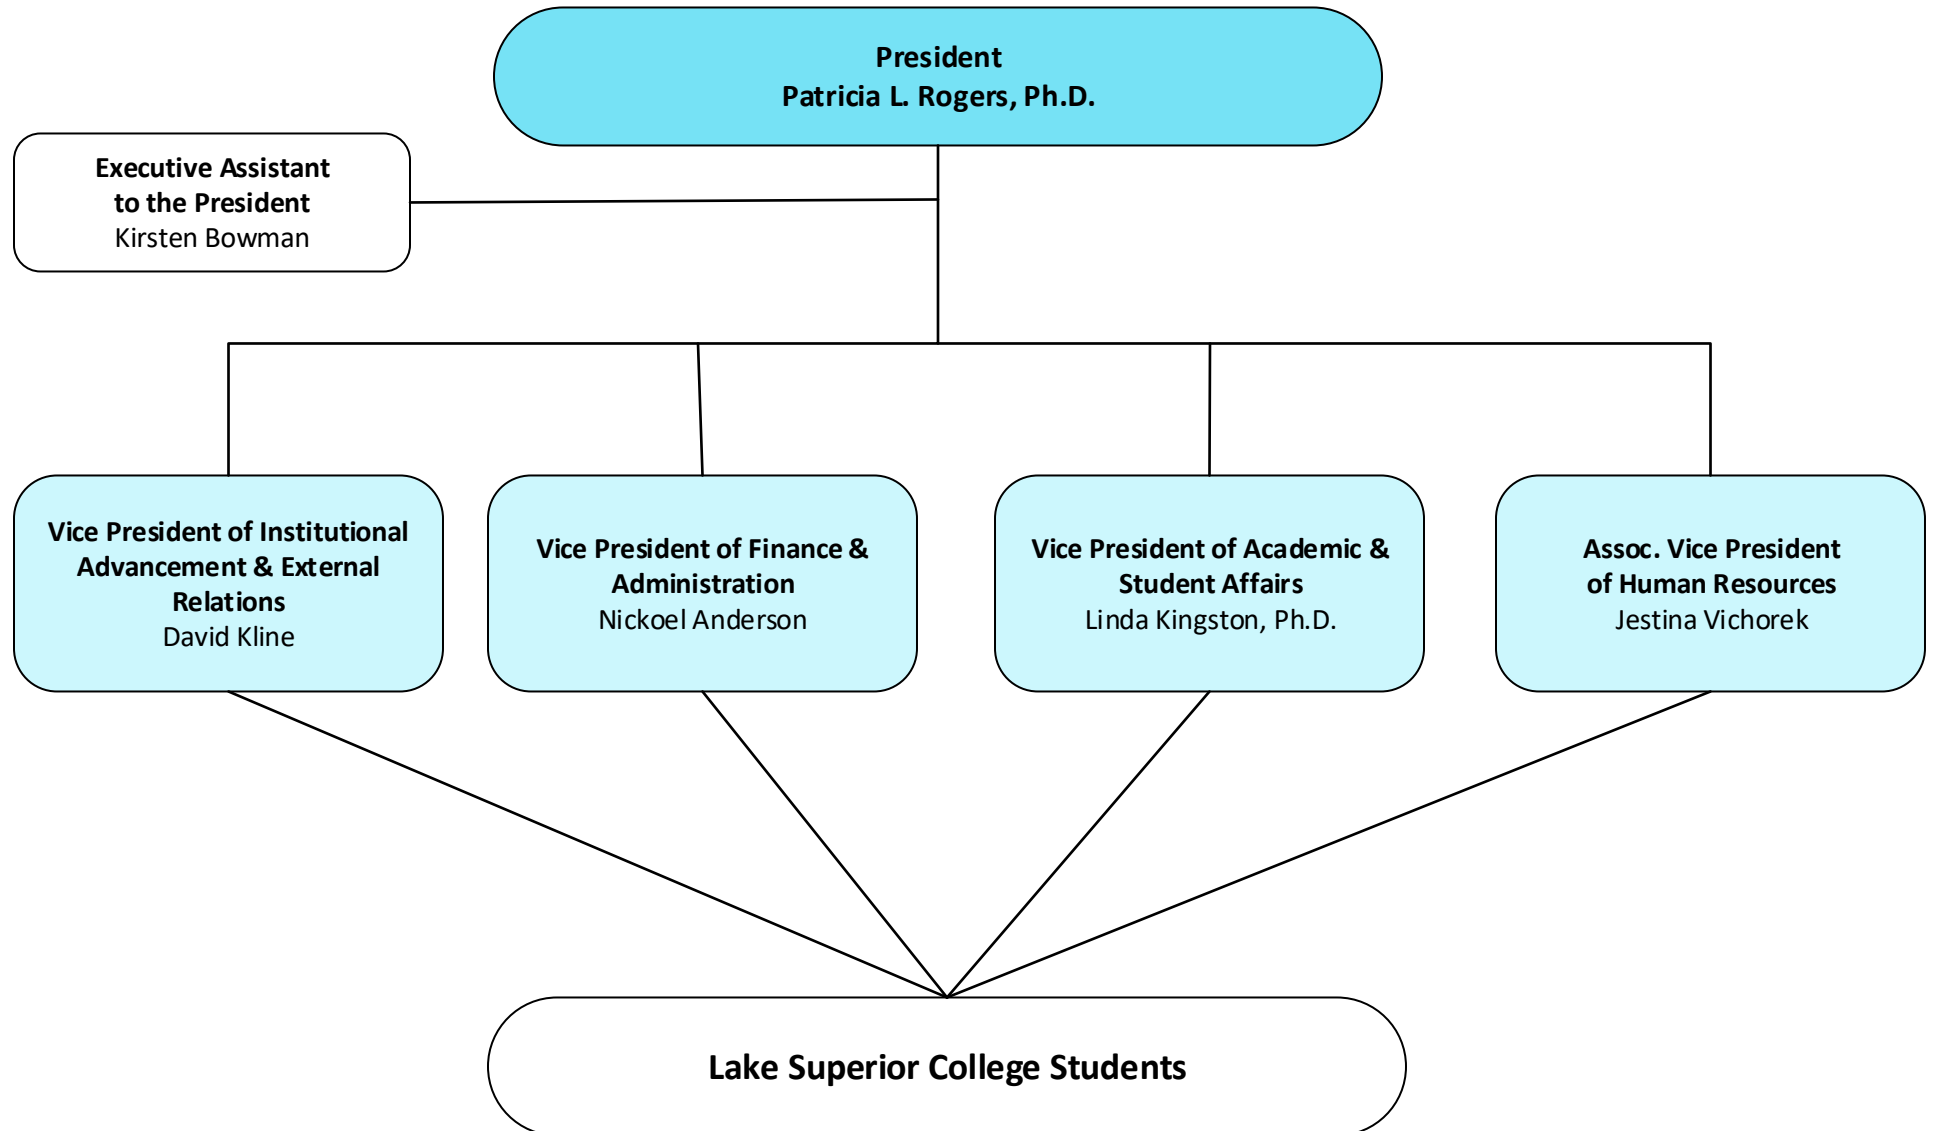 President
Patricia L. Rogers, Ph.D.
Executive Assistant
to the President
Kirsten Bowman
Vice President of Institutional
Advancement & External
Relations
David Kline
Vice President of Finance &
Administration
Nickoel Anderson
Vice President of Academic &
Student Affairs
Linda Kingston, Ph.D.
Assoc. Vice President
of Human Resources
Jestina Vichorek
Lake Superior College Students